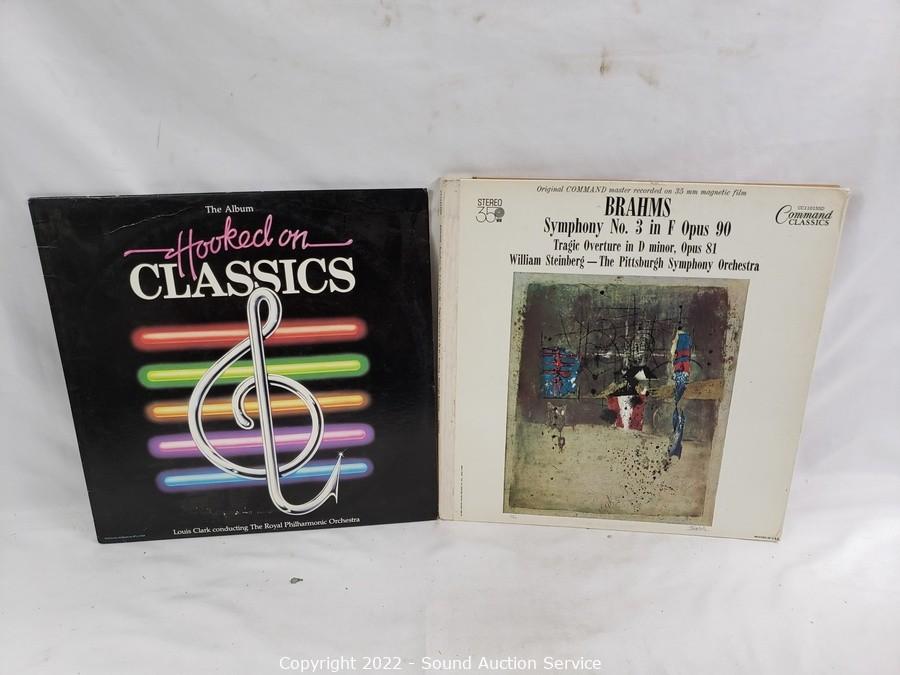 The Album
Hooked on
CLASSICS
Louis Clark conducting The Royal Philharmonic Orchestra
Original COMMAND master recorded on 35 mm magnetic film
STEREO
35
BRAHMS
Symphony No. 3 in F Opus 90
Tragic Overture in D minor, Opus 81
William Steinberg—The Pittsburgh Symphony Orchestra
Command
CLASSICS
Copyright 2022 - Sound Auction Service